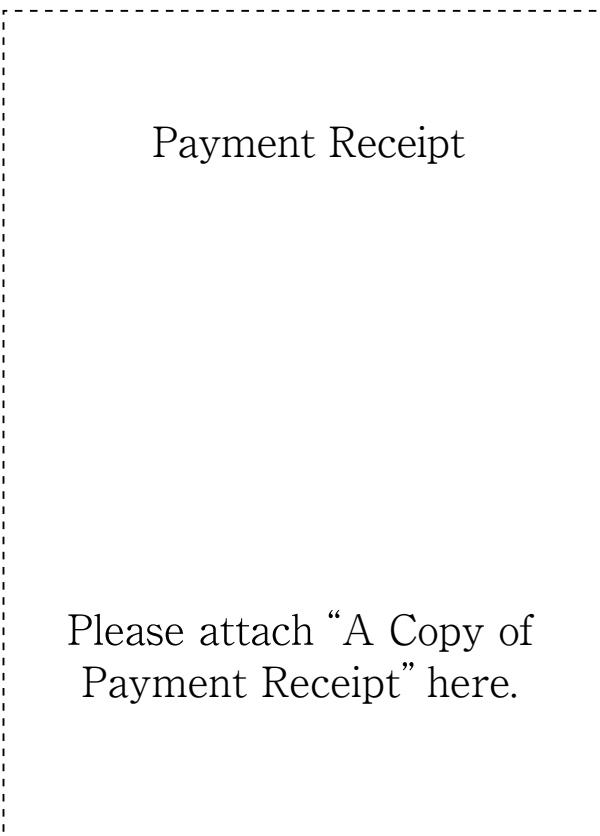 Payment Receipt
Please attach “A Copy of
Payment Receipt” here.